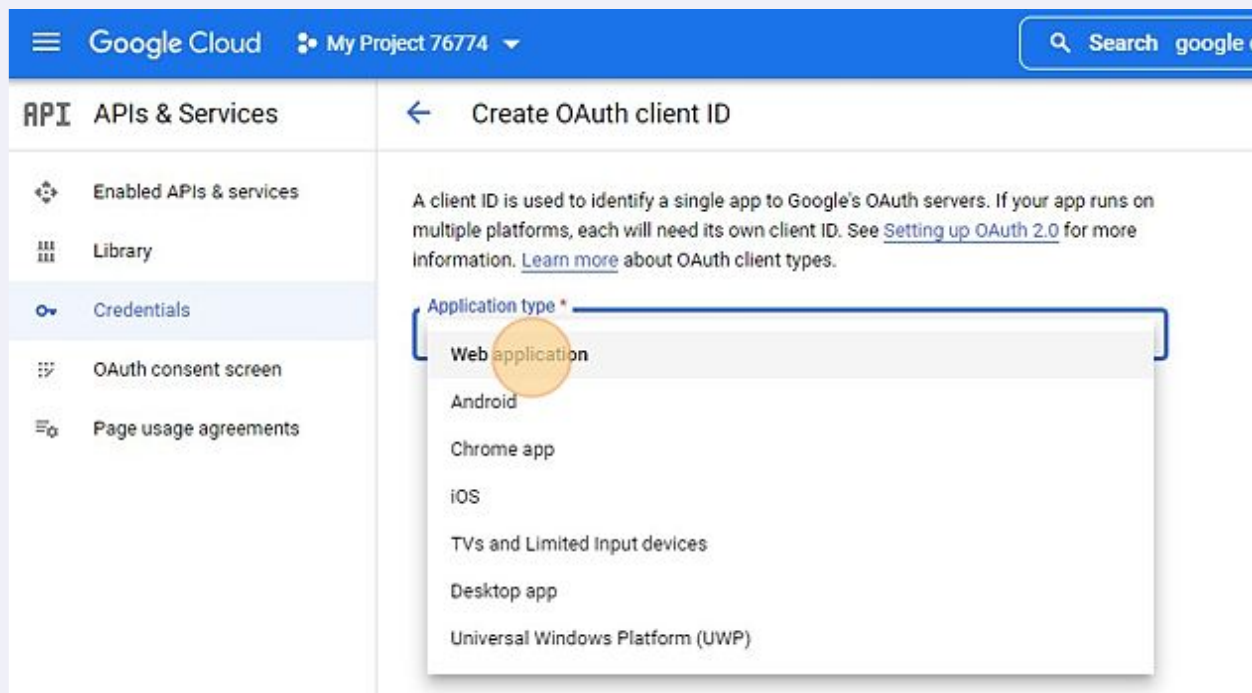 Google Cloud
My Project 76774
Search google
API APIs & Services
Create OAuth client ID
Enabled APIs & services
Library
Credentials
OAuth consent screen
Page usage agreements
A client ID is used to identify a single app to Google's OAuth servers. If your app runs on
multiple platforms, each will need its own client ID. See Setting up OAuth 2.0 for more
information. Learn more about OAuth client types.
Application type *
Web application
Android
Chrome app
iOS
TVs and Limited Input devices
Desktop app
Universal Windows Platform (UWP)